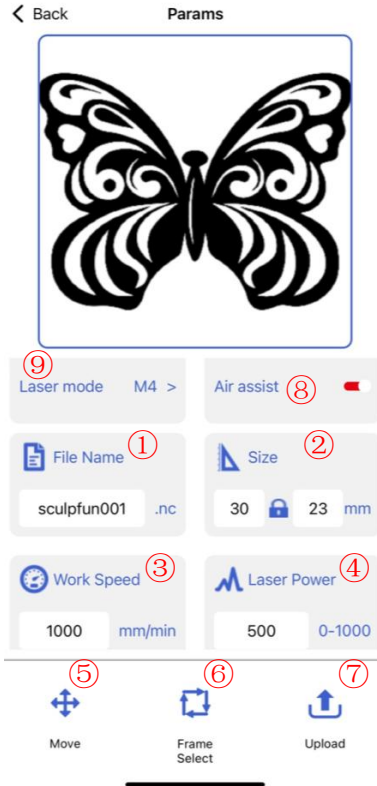 Back Params
⑨
Laser mode M4 >
Air assist ⑧
File Name ①
sculpfun001 .nc
Size ②
30 23 mm
Work Speed ③
1000 mm/min
Laser Power ④
500 0-1000
⑤ ⑥ ⑦
Move
Frame
Select
Upload